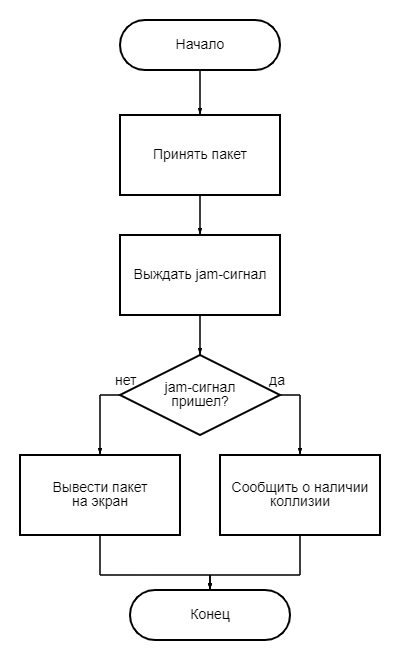 Начало
Принять пакет
Выждать jam-сигнал
нет
да
jam-сигнал
пришел?
Вывести пакет
на экран
Сообщить о наличии
коллизии
Конец